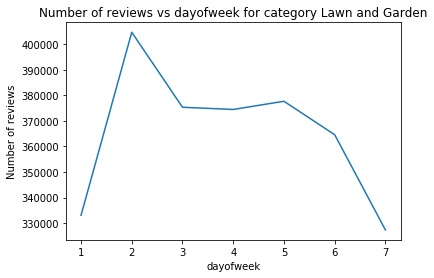 Number of reviews vs dayofweek for category Lawn and Garden
400000
390000
380000
370000
360000
350000
340000
330000
Number of reviews
1 2 3 4 5 6 7
dayofweek